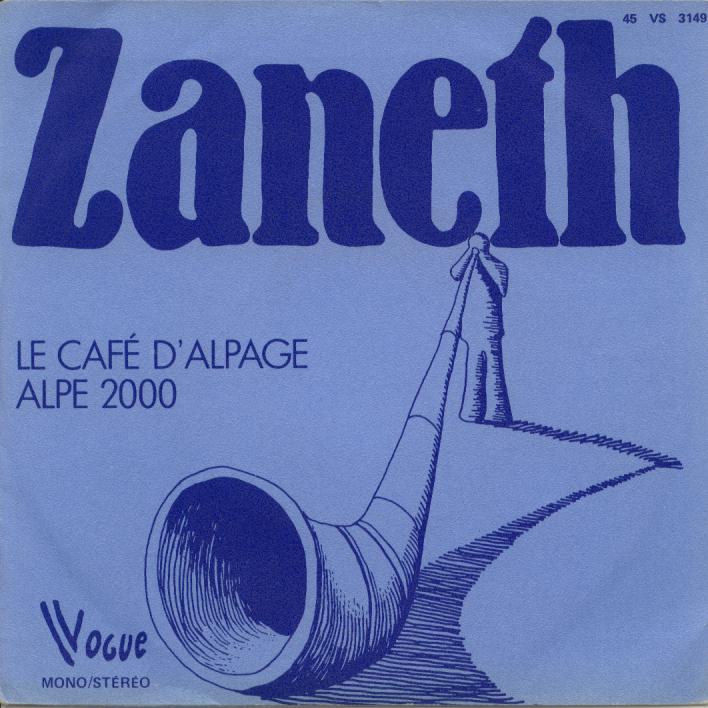 45 VS 3149
Zaneth
LE CAFÉ D'ALPAGE
ALPE 2000
VOGUE
MONO/STÉRÉO